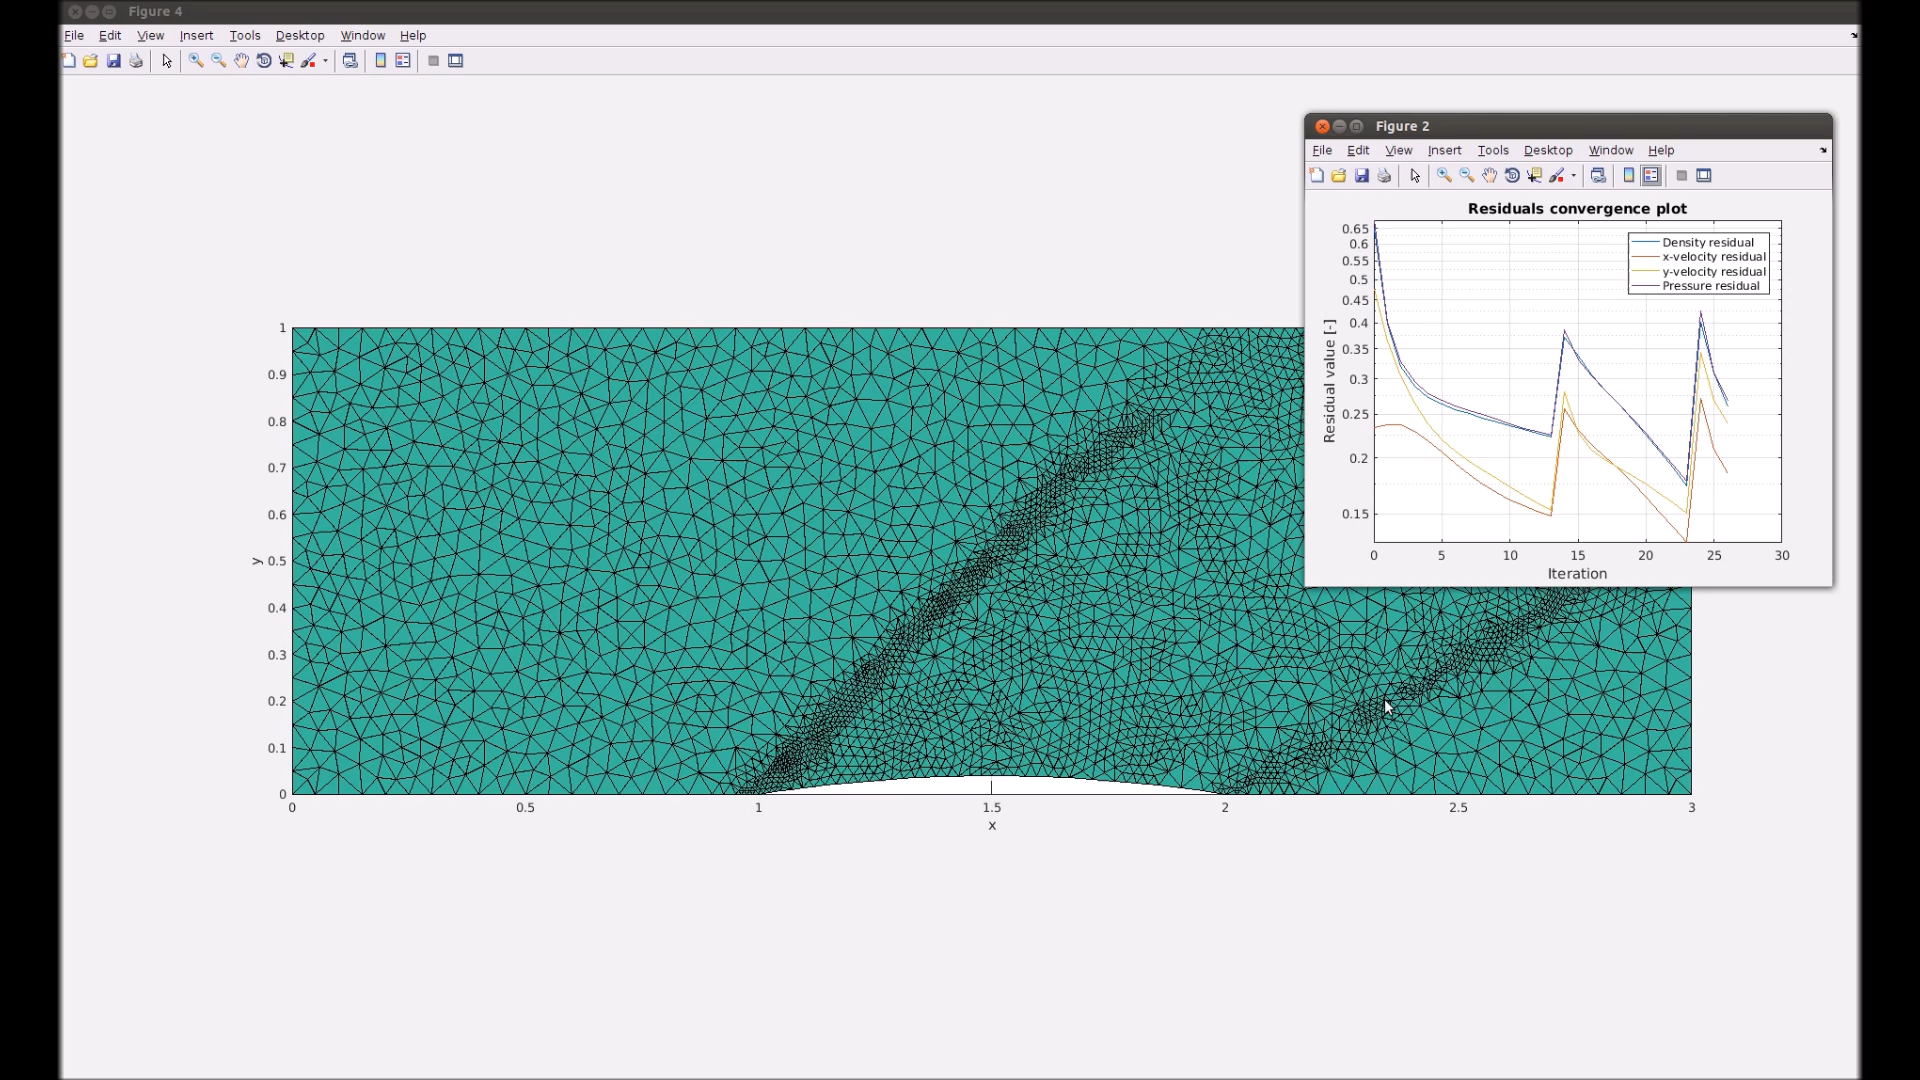 Figure 4
File Edit View Insert Tools Desktop Window Help
Figure 2
File Edit View Insert Tools Desktop Window Help
Residuals convergence plot
0.65
0.6
0.55
0.5
0.45
0.4
0.35
0.3
0.25
0.2
0.15
Residual value [-]
Density residual
x-velocity residual
y-velocity residual
Pressure residual
0 5 10 15 20 25 30
Iteration
1
0.9
0.8
0.7
0.6
0.5
0.4
0.3
0.2
0.1
0
y
0 0.5 1 1.5 2 2.5 3
x